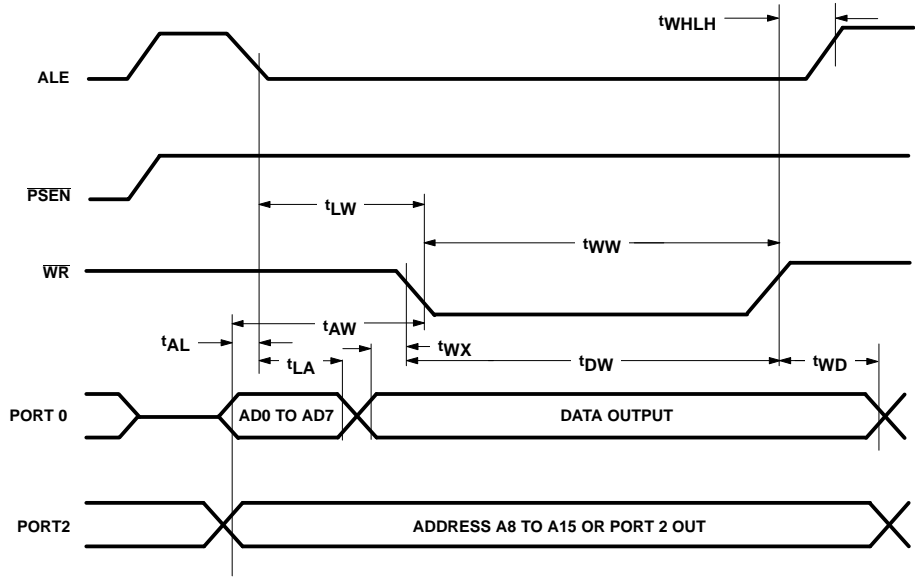 tWHLH
ALE
PSEN
tLW
tWW
WR
tAW
tAL
tWX
tLA
tDW
tWD
PORT 0
AD0 TO AD7
DATA OUTPUT
PORT2
ADDRESS A8 TO A15 OR PORT 2 OUT